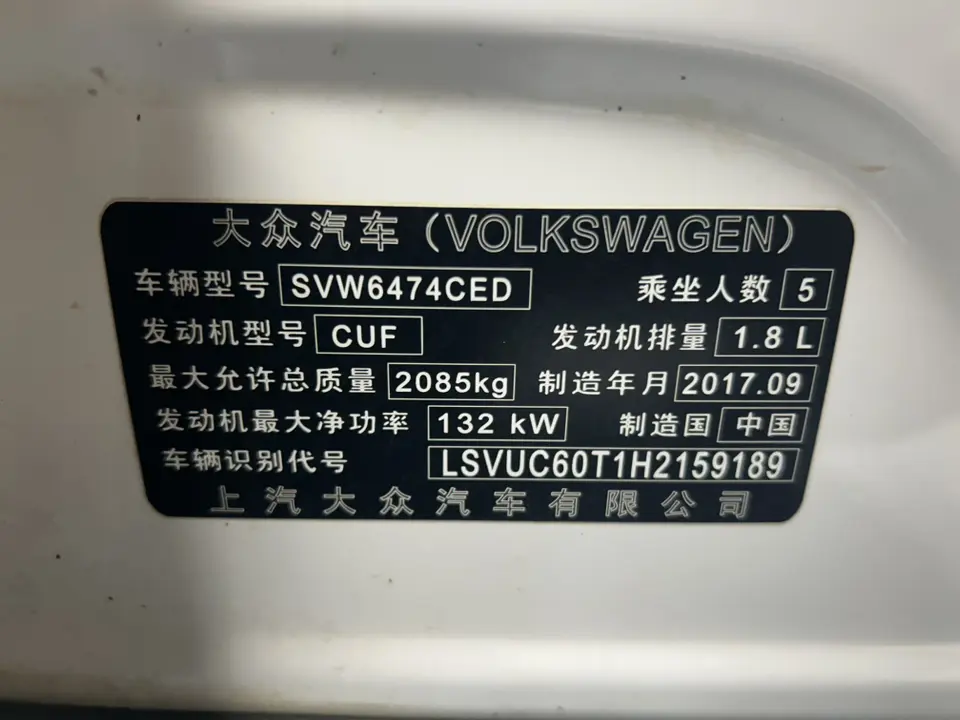 大众汽车（VOLKSWAGEN）
车辆型号 SVW6474CED 乘坐人数 5
发动机型号 CUF 发动机排量 1.8 L
最大允许总质量 2085kg 制造年月 2017.09
发动机最大净功率 132 kW 制造国 中国
车辆识别代号 LSVUC60T1H2159189
上汽大众汽车有限公司